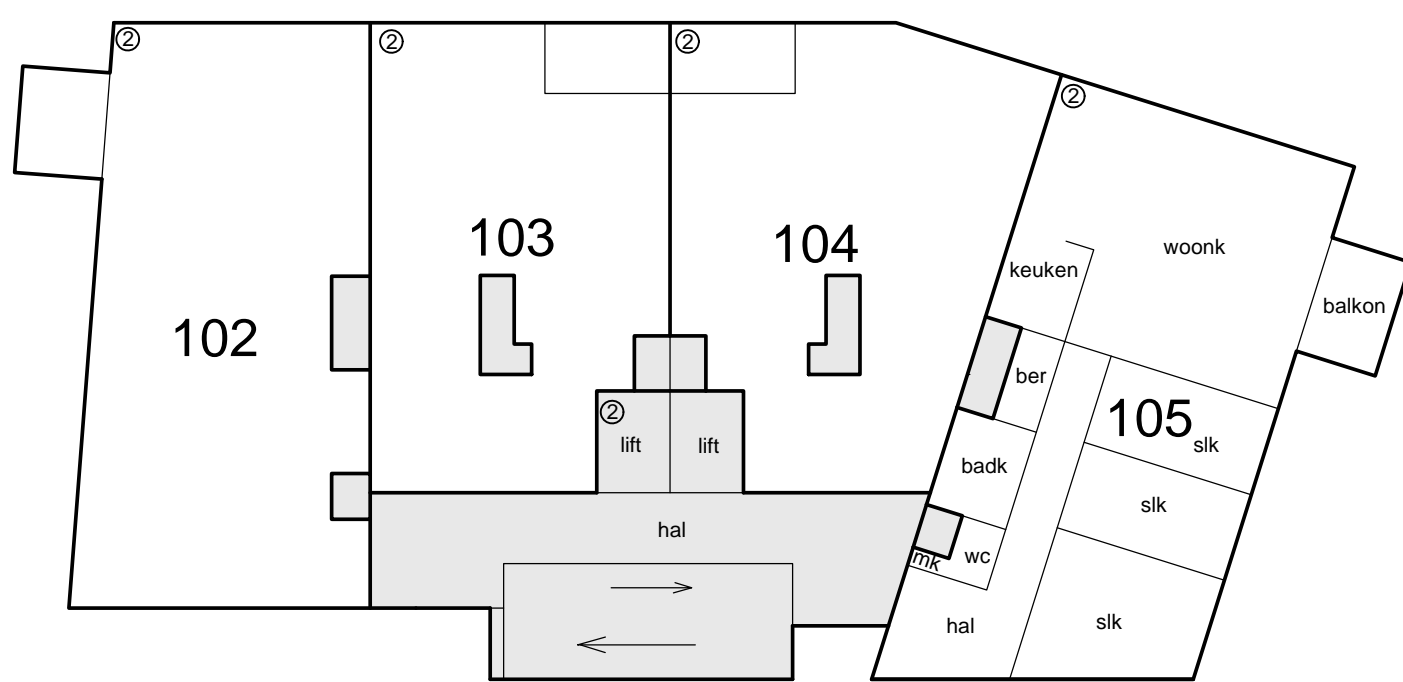 ②
②
②
②
103
104
woonk
keuken
balkon
102
ber
②
105
slk
lift
lift
badk
slk
hal
mk
wc
hal
slk